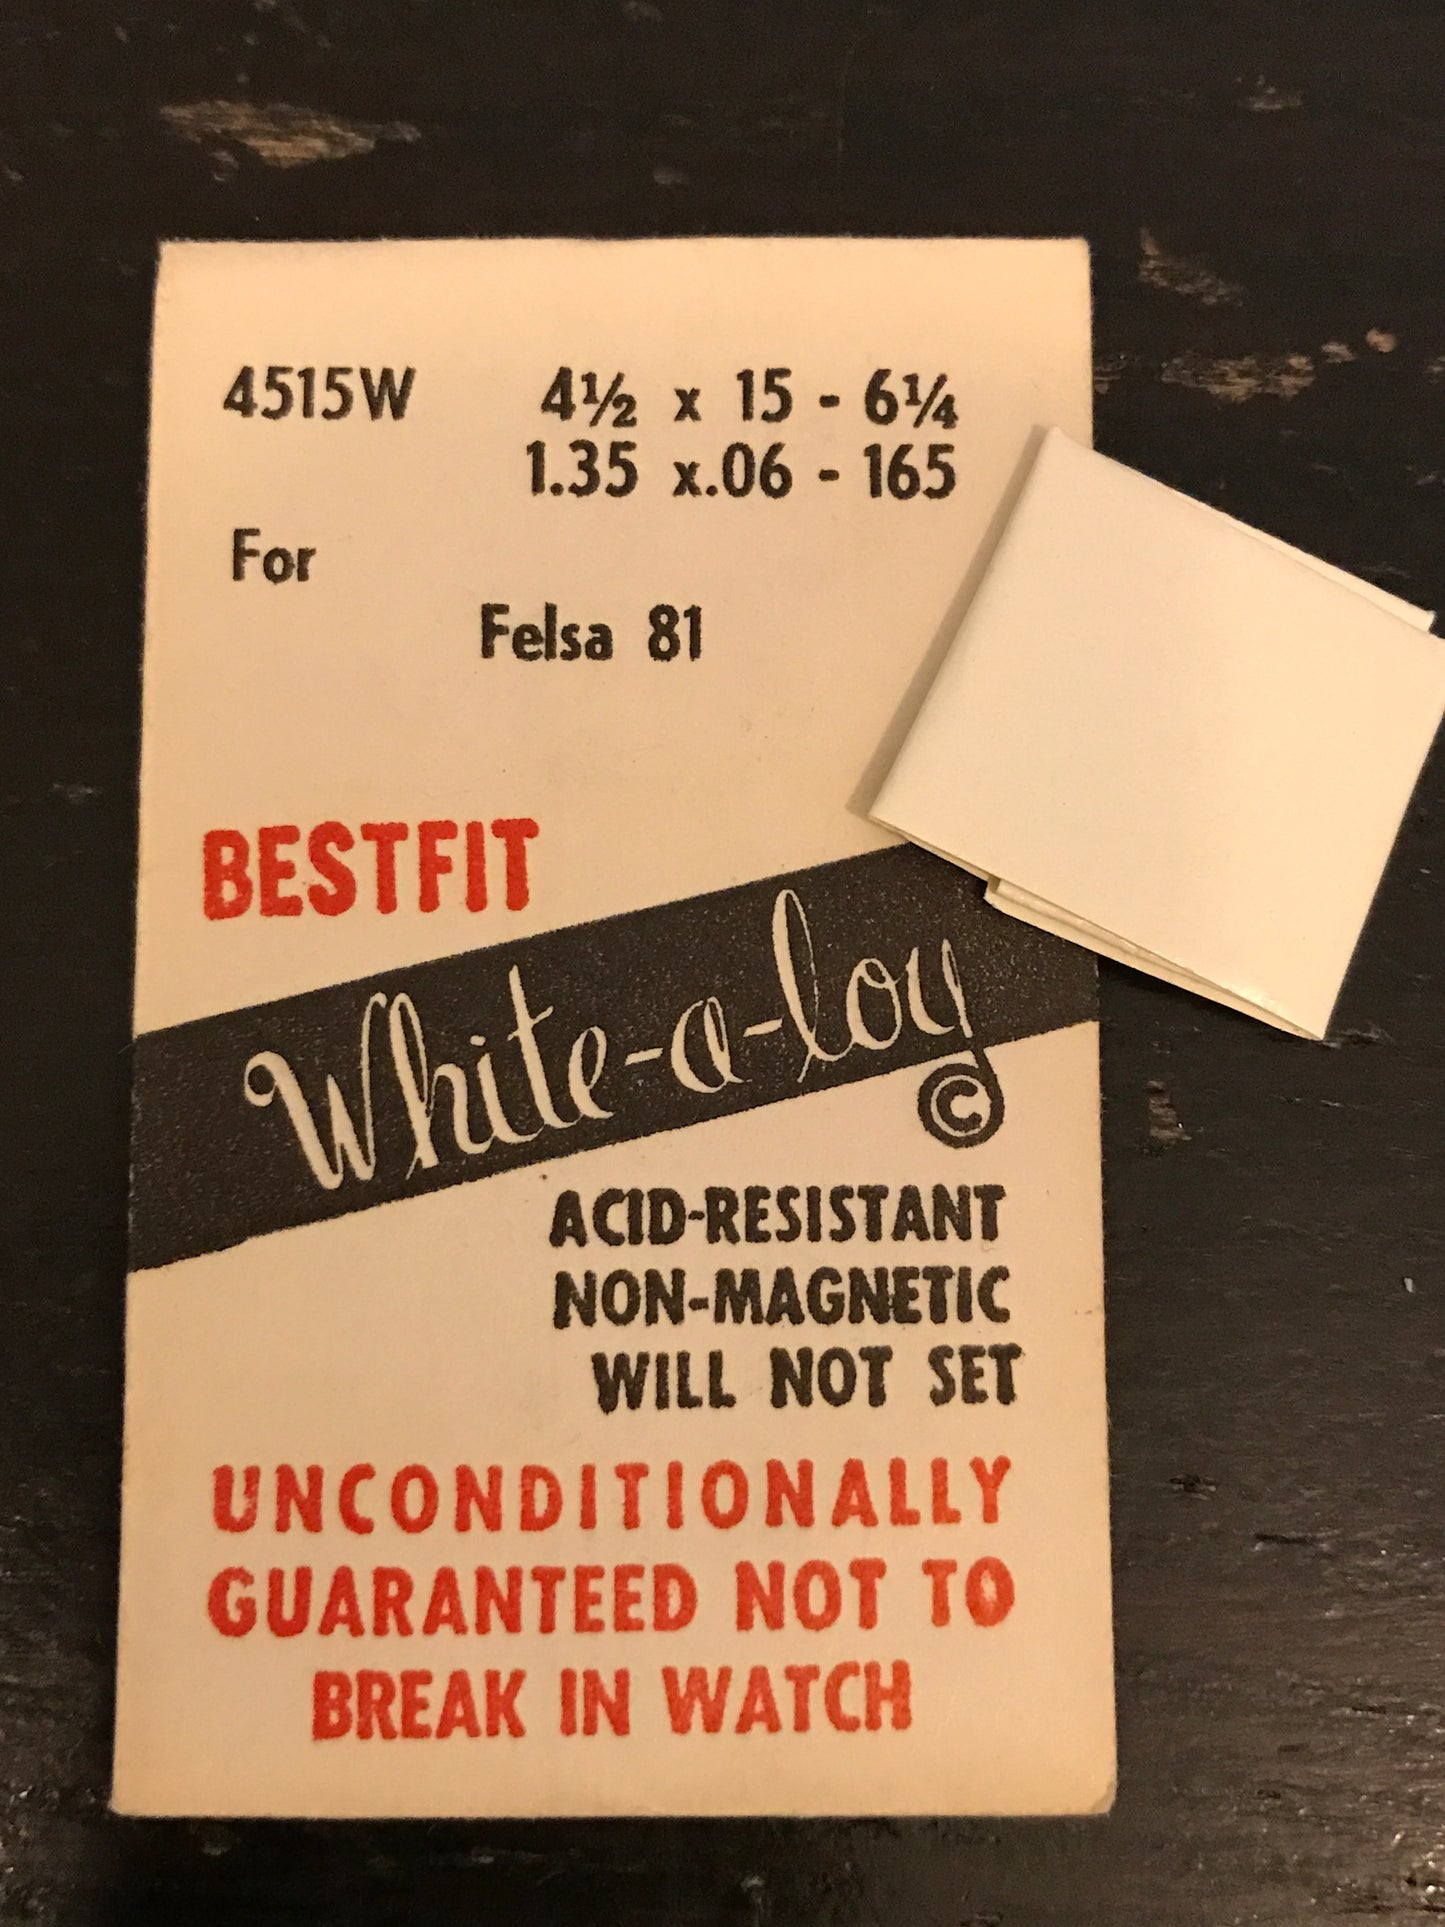 4515W 4½ x 15 - 6¼
1.35 x.06 - 165
For
Felsa 81
BESTFIT
White-a-loy
©
ACID-RESISTANT
NON-MAGNETIC
WILL NOT SET
UNCONDITIONALLY
GUARANTEED NOT TO
BREAK IN WATCH